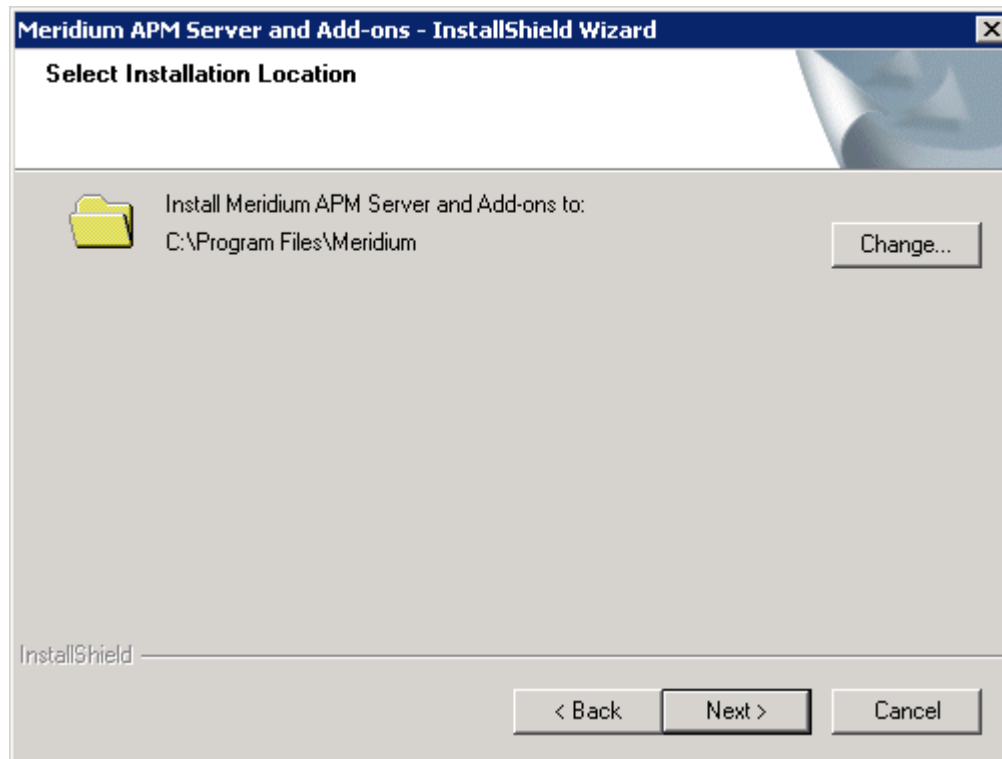 Meridium APM Server and Add-ons - InstallShield Wizard
Select Installation Location
Install Meridium APM Server and Add-ons to:
C:\Program Files\Meridium
Change...
InstallShield
< Back
Next >
Cancel